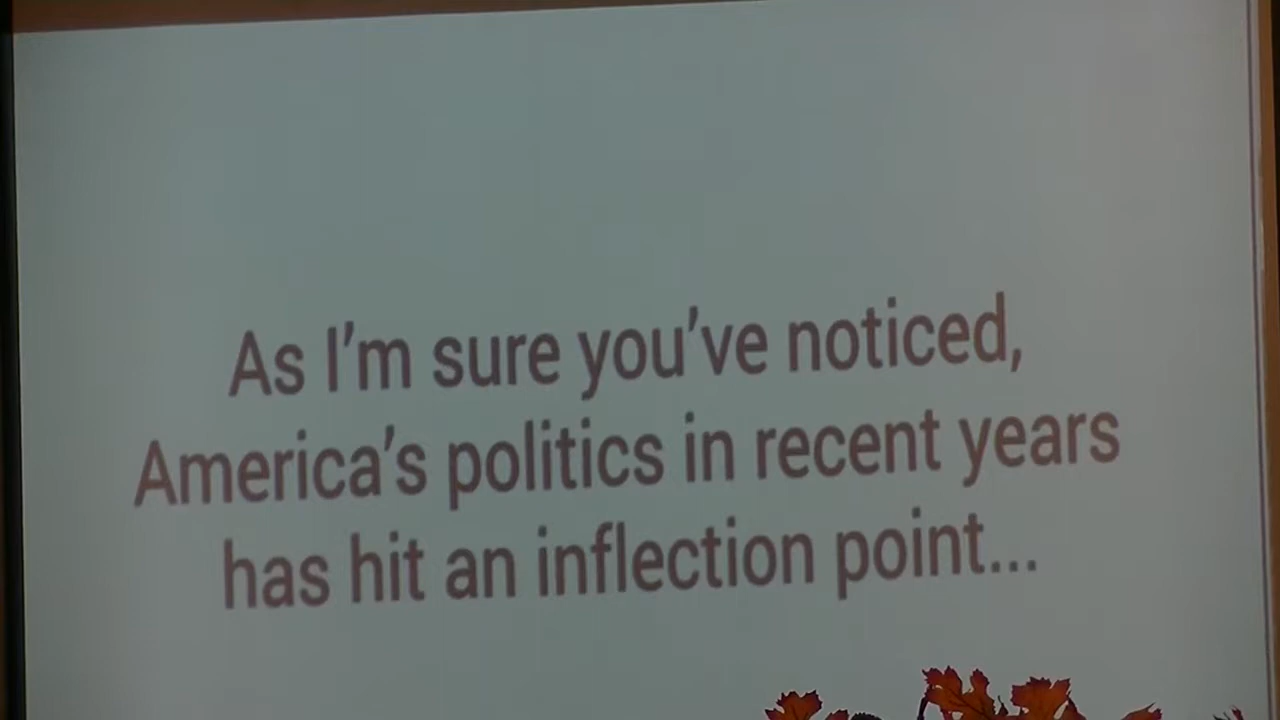 As I'm sure you've noticed,
America's politics in recent years
has hit an inflection point...